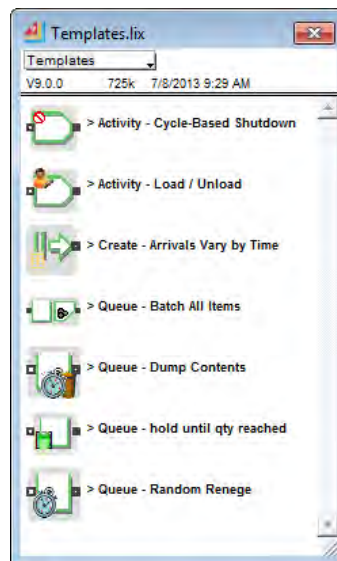 Templates.lix
Templates
V9.0.0 725k 7/8/2013 9:29 AM
> Activity - Cycle-Based Shutdown
> Activity - Load / Unload
> Create - Arrivals Vary by Time
> Queue - Batch All Items
> Queue - Dump Contents
> Queue - hold until qty reached
> Queue - Random Renege